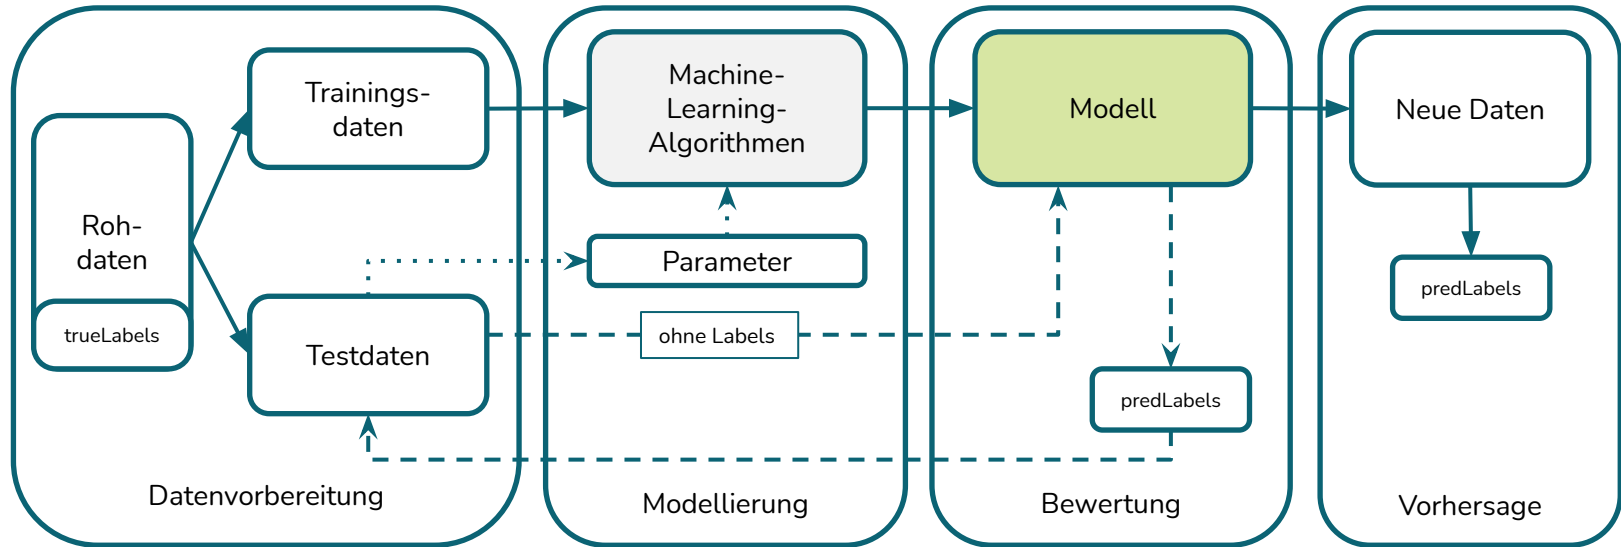 Roh-
daten
trueLabels
Trainings-
daten
Testdaten
Datenvorbereitung
Machine-
Learning-
Algorithmen
Parameter
ohne Labels
Modellierung
Modell
predLabels
Bewertung
Neue Daten
predLabels
Vorhersage